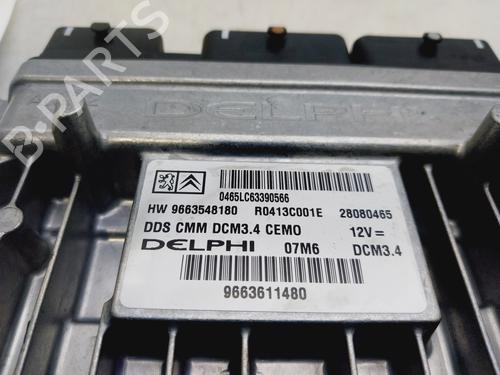 DELPHI
0465LC63390566
HW 9663548180 R0413C001E 28080465
DDS CMM DCM3.4 CEMO 12V=
DELPHI 07M6 DCM3.4
9663611480
B-PARTS